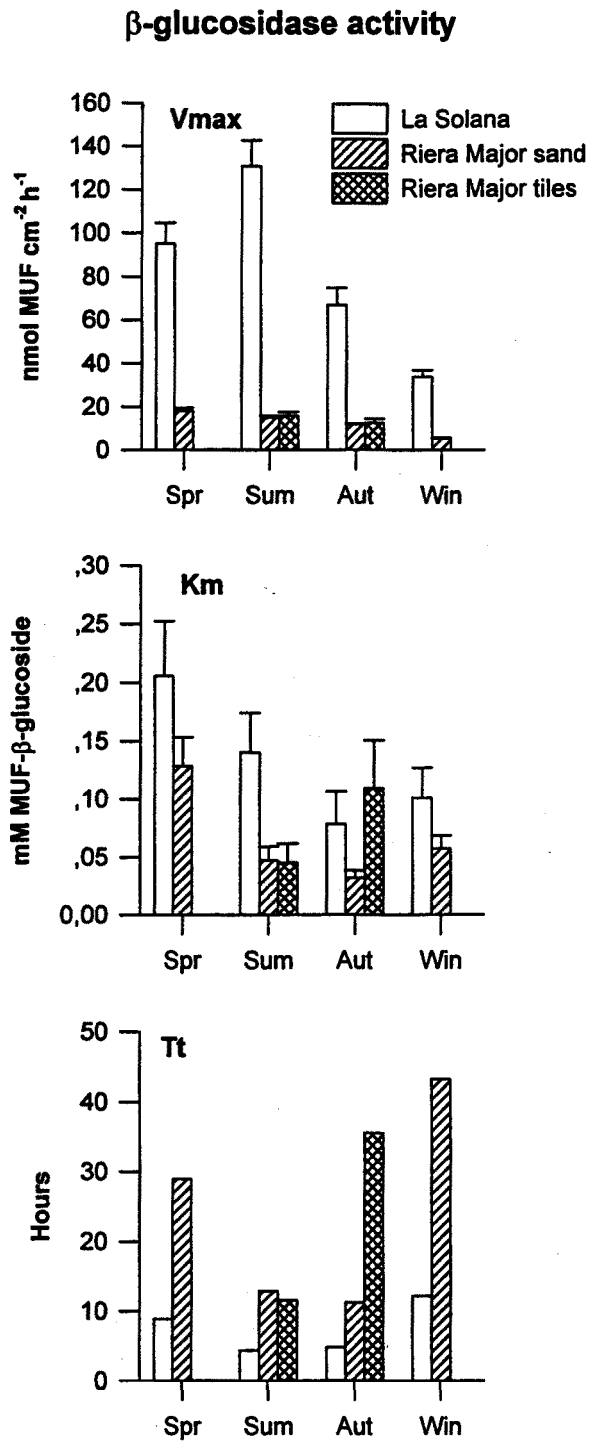 β-glucosidase activity
Vmax
La Solana
Riera Major sand
Riera Major tiles
nmol MUF cm⁻² h⁻¹
160
140
120
100
80
60
40
20
0
Spr Sum Aut Win
Km
mM MUF-β-glucoside
,30
,25
,20
,15
,10
,05
0,00
Spr Sum Aut Win
Tt
Hours
50
40
30
20
10
0
Spr Sum Aut Win